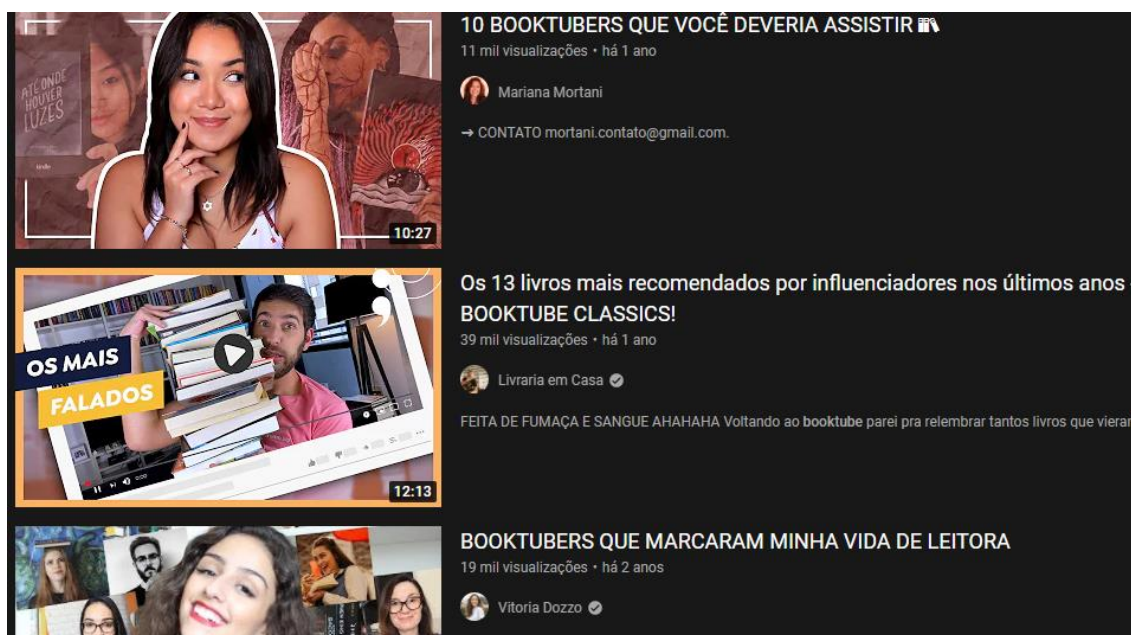 10 BOOKTUBERS QUE VOCÊ DEVERIA ASSISTIR
11 mil visualizações • há 1 ano
Mariana Mortani
→ CONTATO mortani.contato@gmail.com.
ATÉ ONDE
HOUVER
LUZES
kindle
10:27
Os 13 livros mais recomendados por influenciadores nos últimos anos
BOOKTUBE CLASSICS!
39 mil visualizações • há 1 ano
Livraria em Casa
FEITA DE FUMAÇA E SANGUE AHAHAHA Voltando ao booktube parei pra relembrar tantos livros que vieram
OS MAIS
FALADOS
0:00
12:13
BOOKTUBERS QUE MARCARAM MINHA VIDA DE LEITORA
19 mil visualizações • há 2 anos
Vitoria Dozzo